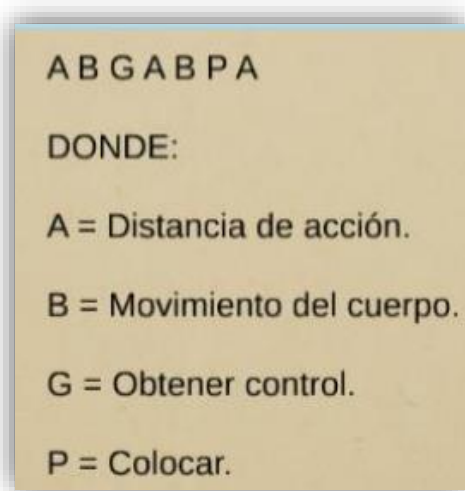 A B G A B P A
DONDE:
A = Distancia de acción.
B = Movimiento del cuerpo.
G = Obtener control.
P = Colocar.